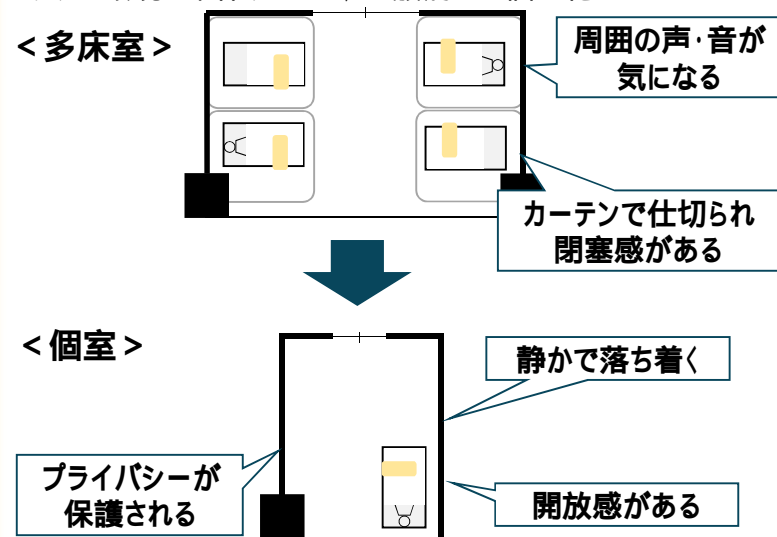 <多床室>
周囲の声･音が
気になる
カーテンで仕切られ
閉塞感がある
<個室>
静かで落ち着く
プライバシーが
保護される
開放感がある